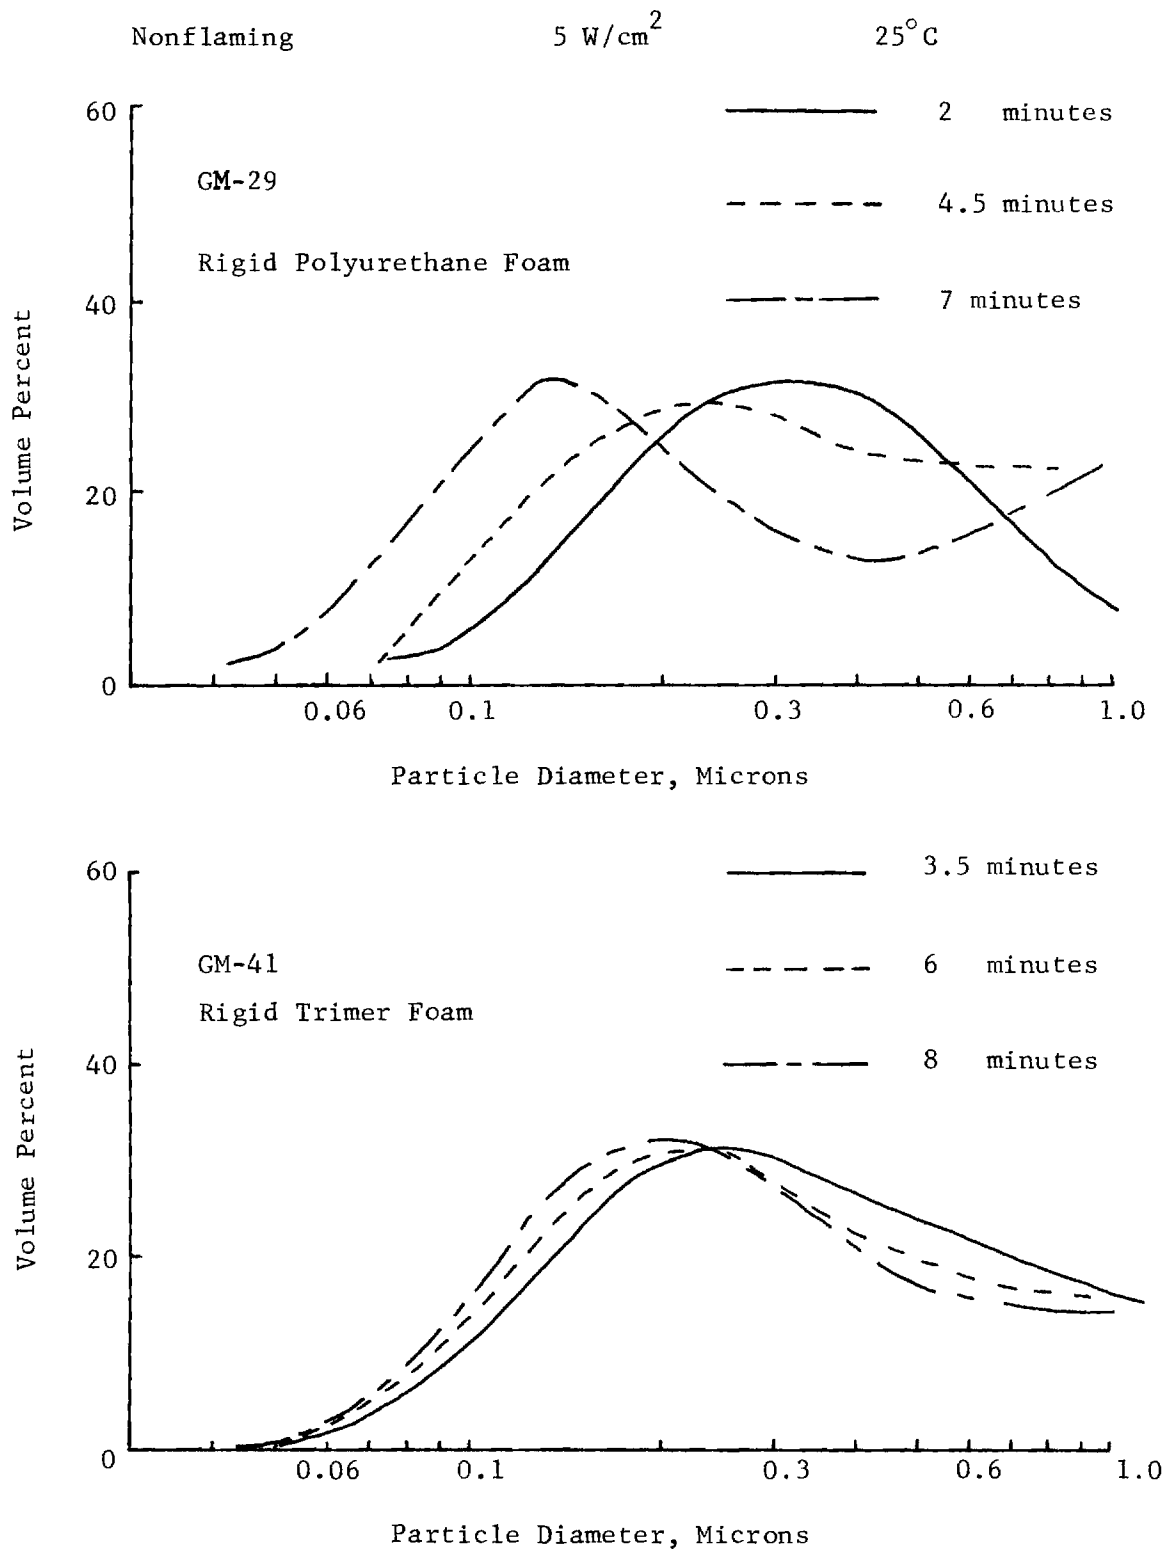 Nonflaming 5 W/cm² 25°C
60
2 minutes
GM-29
4.5 minutes
Rigid Polyurethane Foam
40
7 minutes
Volume Percent
20
0
0.06 0.1 0.3 0.6 1.0
Particle Diameter, Microns
60
3.5 minutes
GM-41
6 minutes
Rigid Trimer Foam
40
8 minutes
Volume Percent
20
0
0.06 0.1 0.3 0.6 1.0
Particle Diameter, Microns